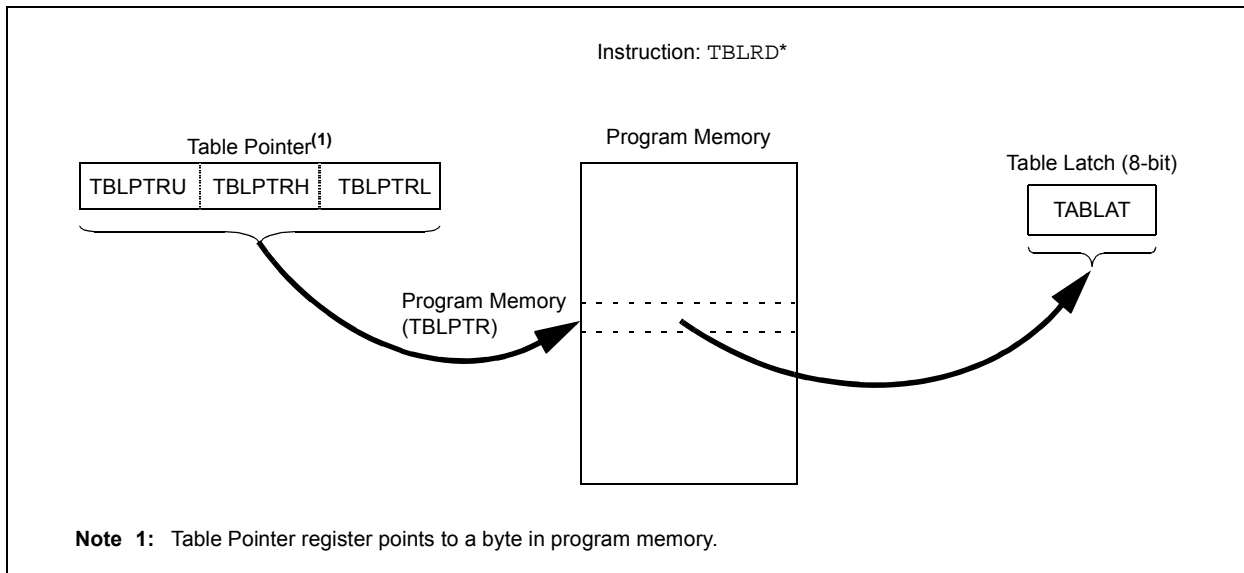 Instruction: TBLRD*
Table Pointer(1)
TBLPTRU TBLPTRH TBLPTRL
Program Memory
Table Latch (8-bit)
TABLAT
Program Memory
(TBLPTR)
Note 1: Table Pointer register points to a byte in program memory.